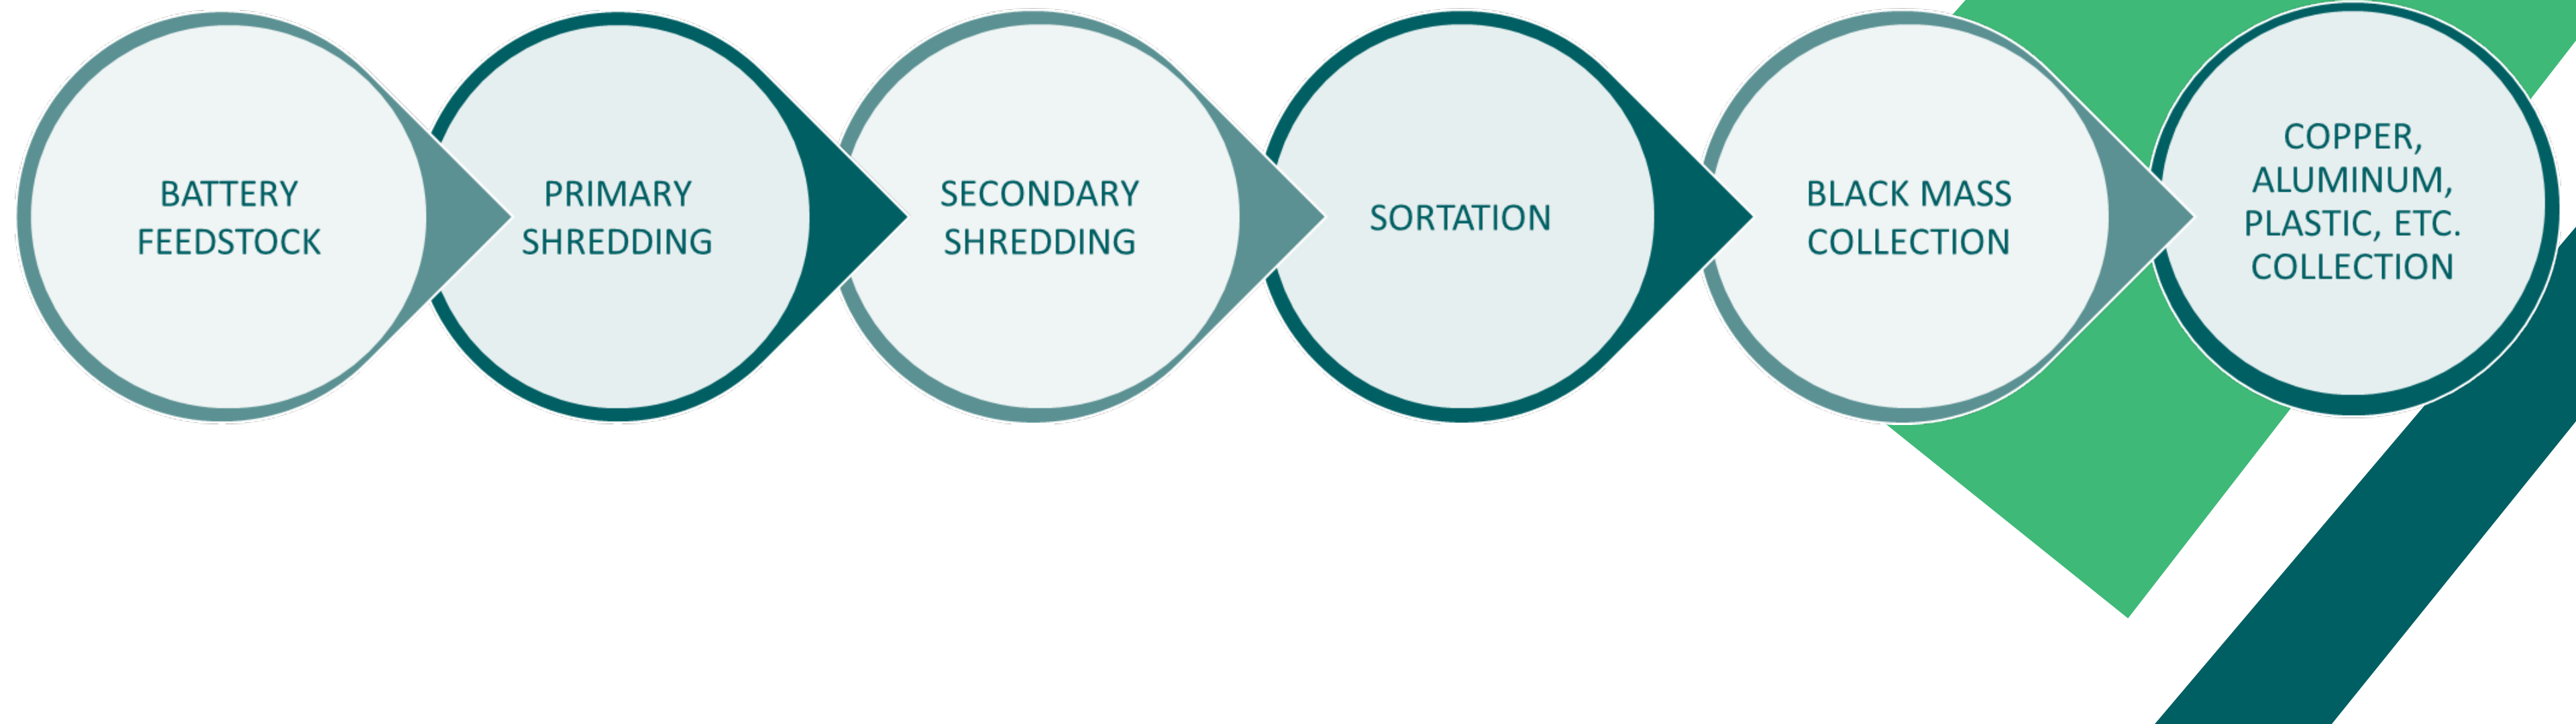 BATTERY
FEEDSTOCK
PRIMARY
SHREDDING
SECONDARY
SHREDDING
SORTATION
BLACK MASS
COLLECTION
COPPER,
ALUMINUM,
PLASTIC, ETC.
COLLECTION